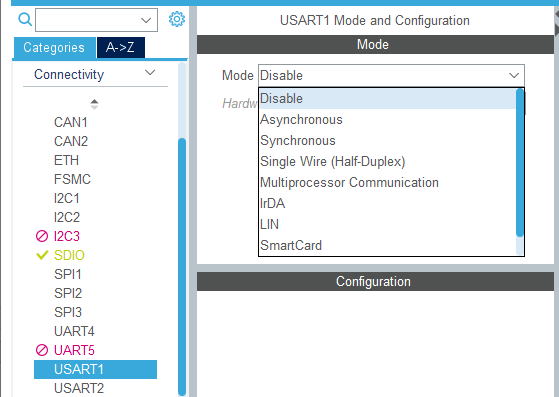 USART1 Mode and Configuration
Categories
A->Z
Mode
Connectivity
Mode
Disable
Disable
Asynchronous
Synchronous
Single Wire (Half-Duplex)
Multiprocessor Communication
IrDA
LIN
SmartCard
Configuration
CAN1
CAN2
ETH
FSMC
I2C1
I2C2
I2C3
SDIO
SPI1
SPI2
SPI3
UART4
UART5
USART1
USART2